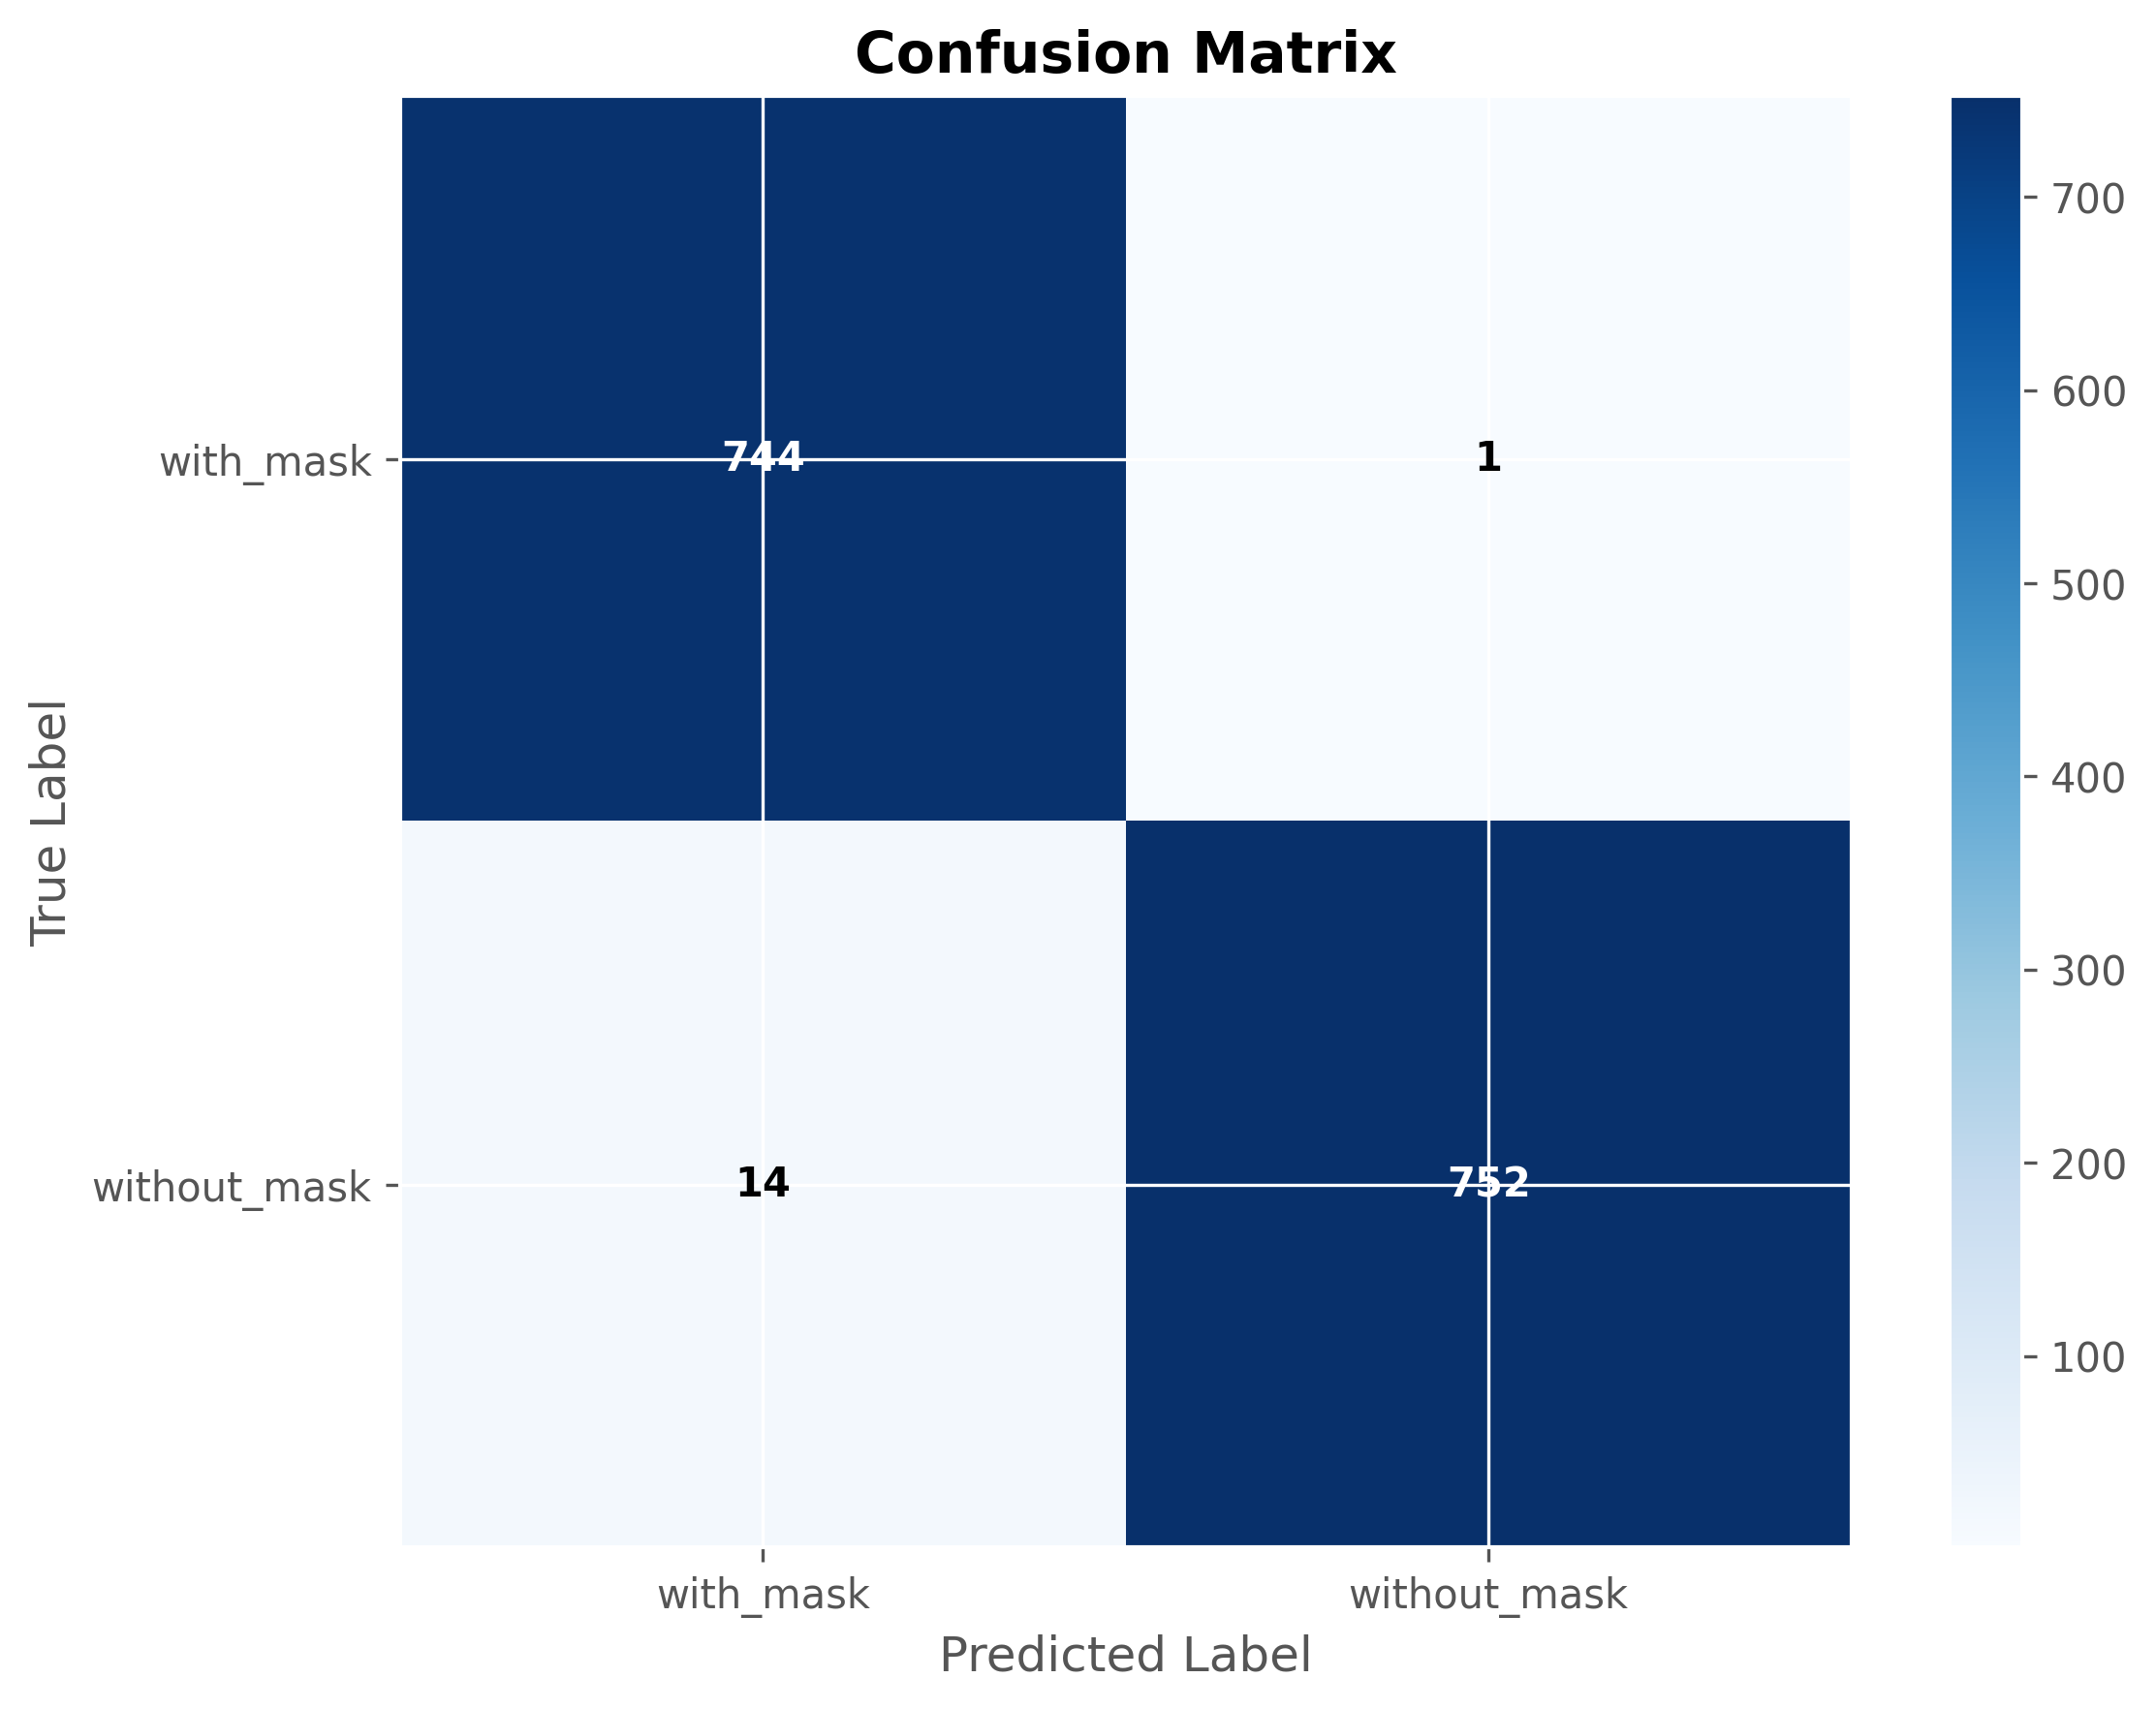 Confusion Matrix
with_mask
744
1
without_mask
14
752
with_mask
without_mask
Predicted Label
True Label
700
600
500
400
300
200
100